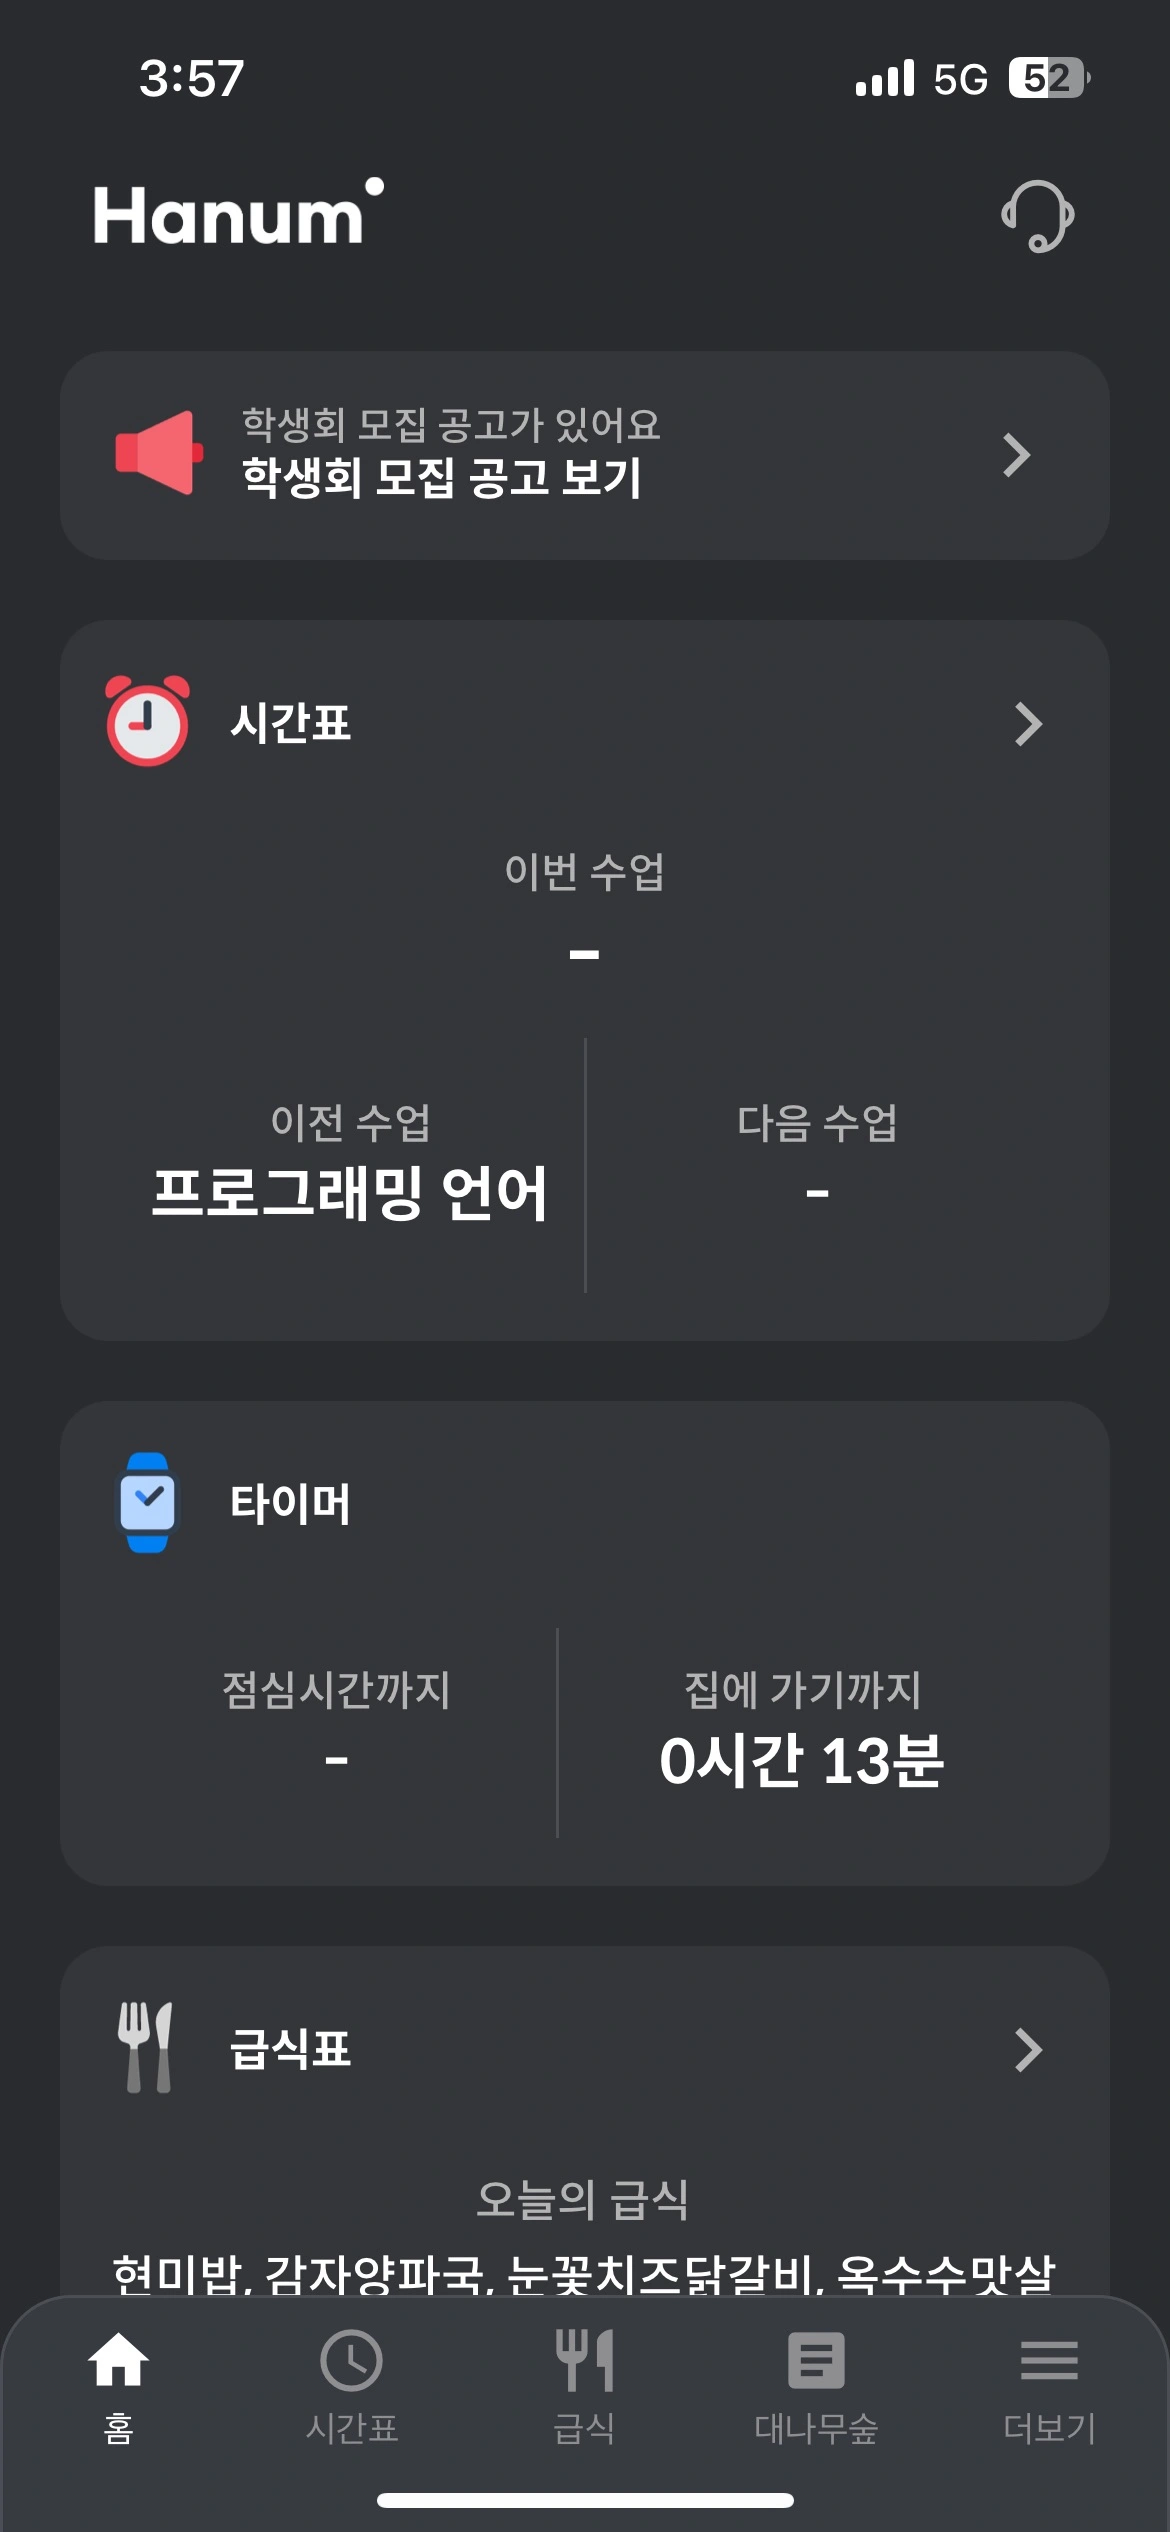 3:57
5G 52
Hanum
학생회 모집 공고가 있어요
학생회 모집 공고 보기
시간표
이번 수업
-
이전 수업
다음 수업
프로그래밍 언어
-
타이머
점심시간까지
집에 가기까지
-
0시간 13분
급식표
오늘의 급식
현미밥, 감자양파국, 눈꽃치즈닭갈비, 옥수수맛살
홈
시간표
급식
대나무숲
더보기